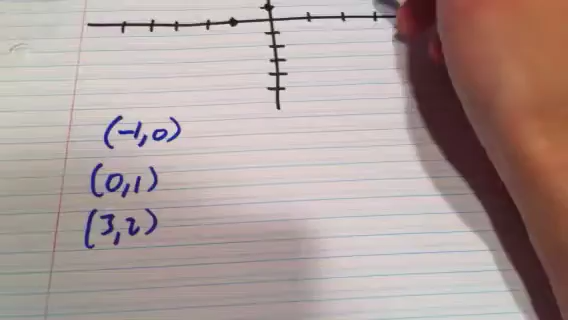 (-1,0)
(0,1)
(3,2)